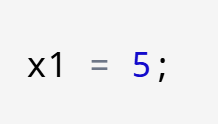 x1 = 5;